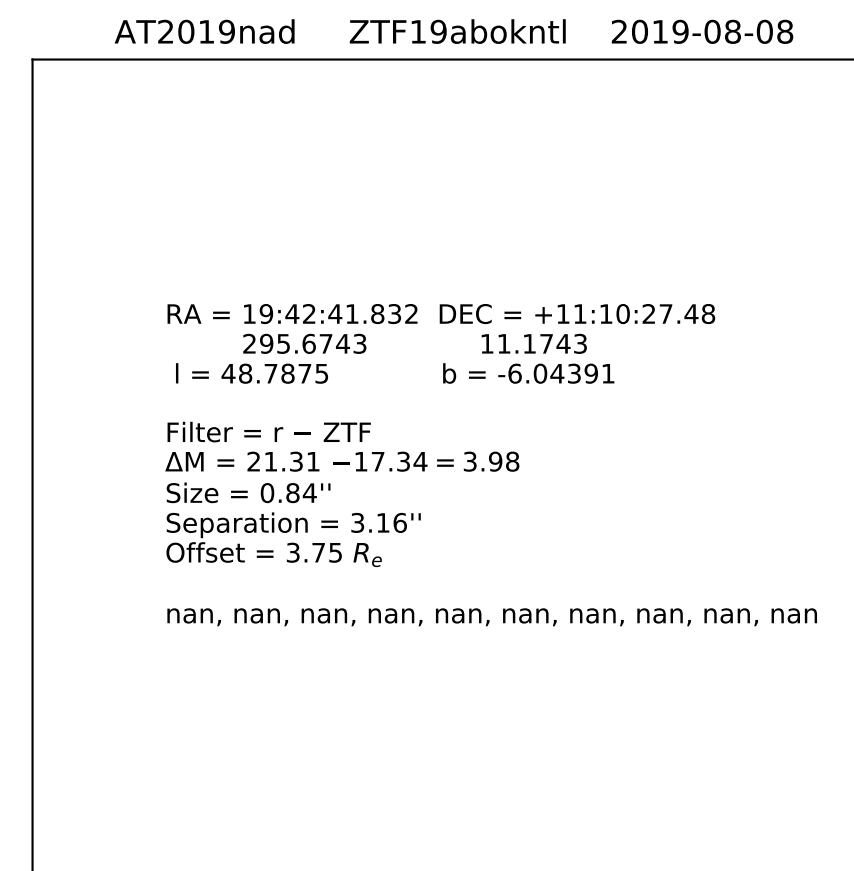 AT2019nad ZTF19abokntl 2019-08-08
RA = 19:42:41.832 DEC = +11:10:27.48
295.6743 11.1743
l = 48.7875 b = -6.04391
Filter = r − ZTF
ΔM = 21.31 −17.34 = 3.98
Size = 0.84''
Separation = 3.16''
Offset = 3.75 Re
nan, nan, nan, nan, nan, nan, nan, nan, nan, nan